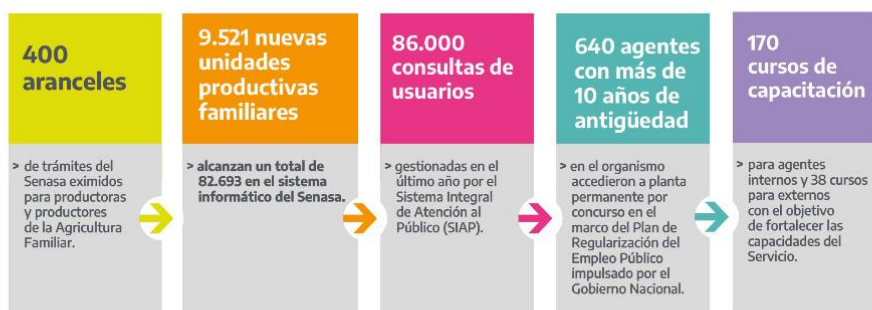 400
aranceles
> de trámites del
Senasa eximidos
para productoras
y productores
de la Agricultura
Familiar.
9.521 nuevas
unidades
productivas
familiares
> alcanzan un total de
82.693 en el sistema
informático del Senasa.
86.000
consultas de
usuarios
> gestionadas en el
último año por el
Sistema Integral
de Atención al
Público (SIAP).
640 agentes
con más de
10 años de
antigüedad
> en el organismo
accedieron a planta
permanente por
concurso en el
marco del Plan de
Regularización del
Empleo Público
impulsado por el
Gobierno Nacional.
170
cursos de
capacitación
> para agentes
internos y 38 cursos
para externos
con el objetivo
de fortalecer las
capacidades del
Servicio.